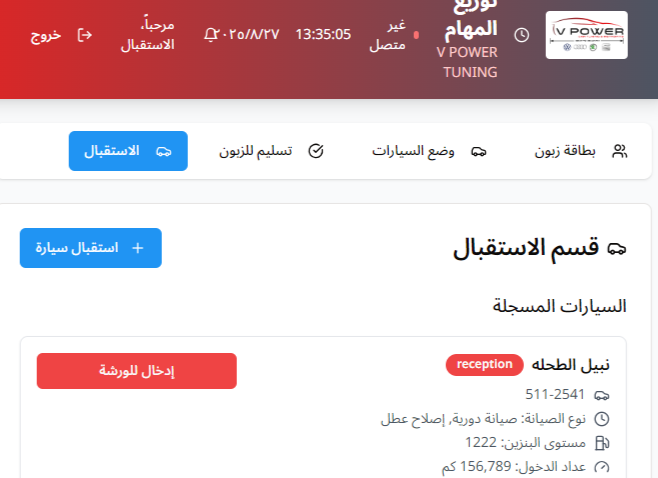 توزيع
المهام
V POWER
TUNING
V POWER
غير
متصل
13:35:05
٢٠٢٥/٨/٢٧
مرحباً،
الاستقبال
خروج
بطاقة زبون
وضع السيارات
تسليم للزبون
الاستقبال
قسم الاستقبال
استقبال سيارة
السيارات المسجلة
نبيل الطحله
reception
إدخال للورشة
511-2541
نوع الصيانة: صيانة دورية, إصلاح عطل
مستوى البنزين: 1222
عداد الدخول: 156,789 كم